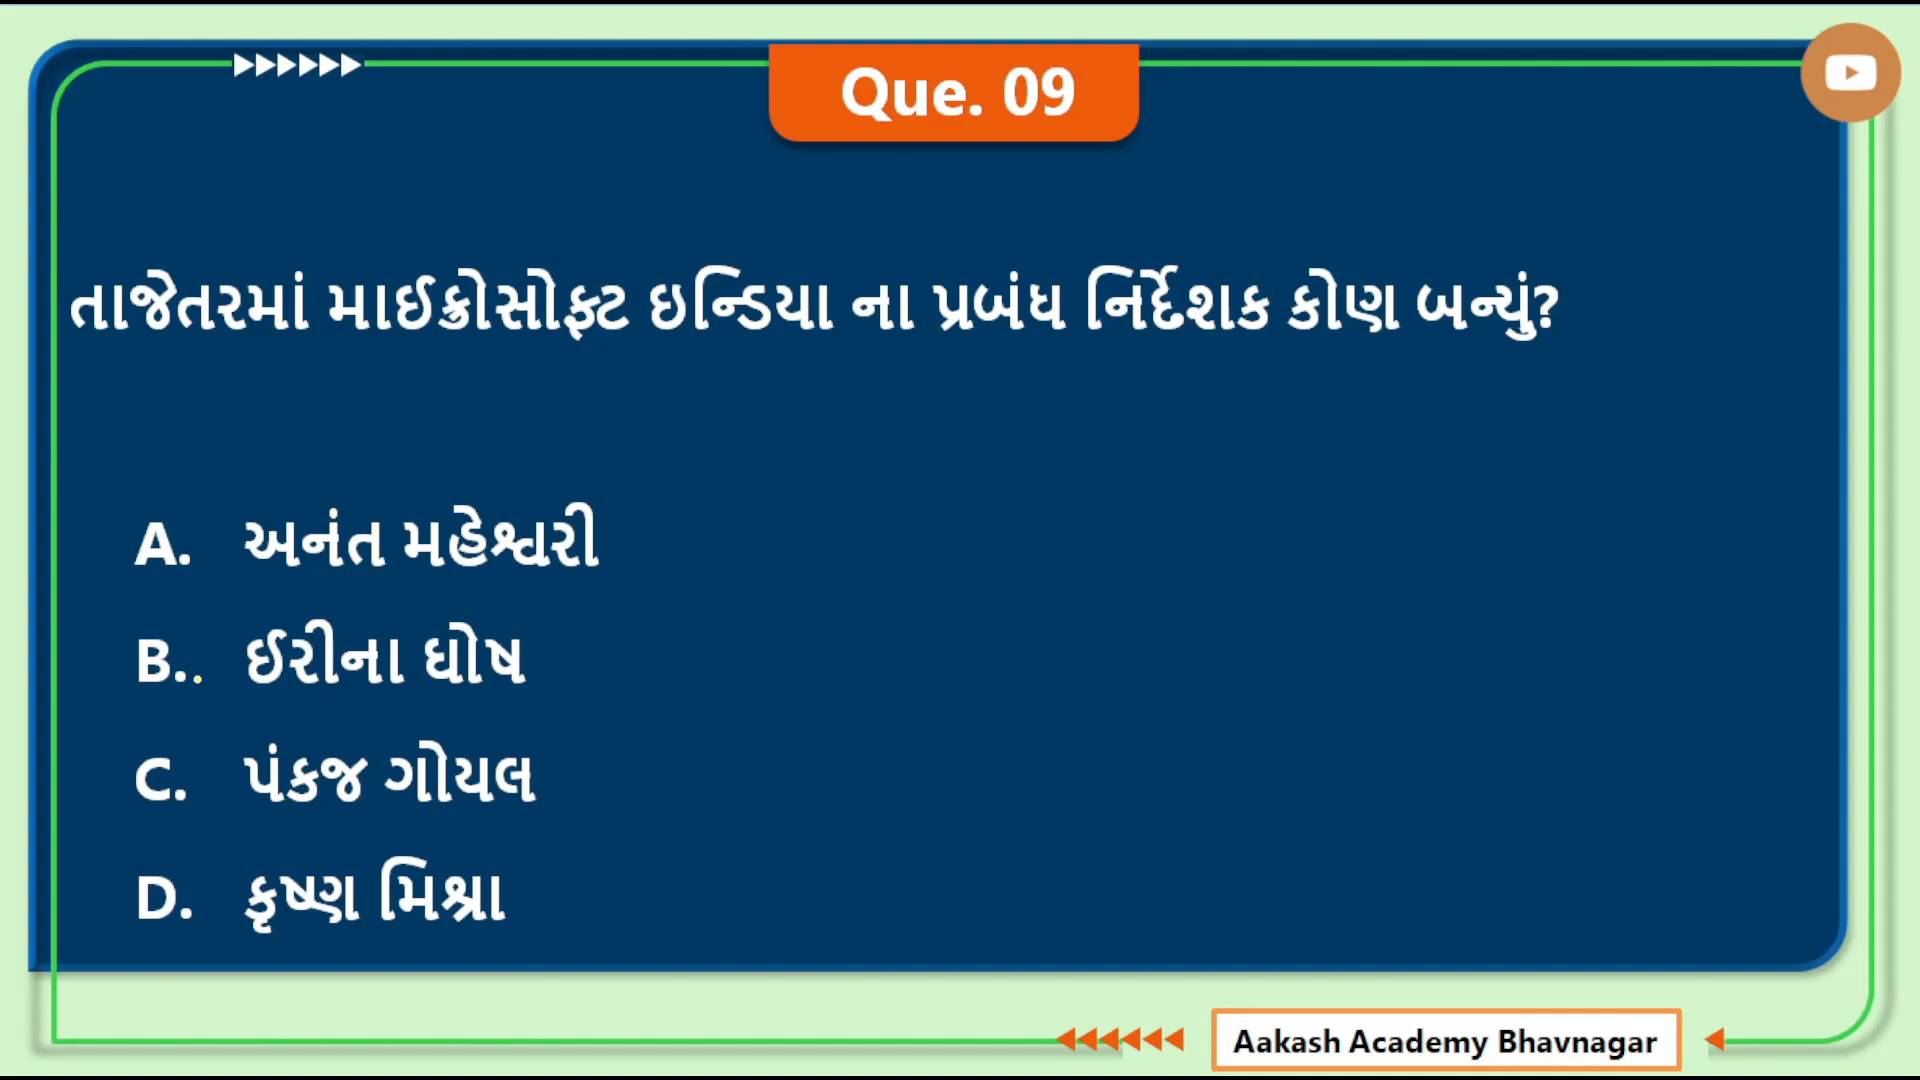 Que. 09
તાજેતરમાં માઈક્રોસોફ્ટ ઇન્ડિયા ના પ્રબંધ નિર્દેશક કોણ બન્યું?
A. અનંત મહેશ્વરી
B.. ઈરીના ઘોષ
C. પંકજ ગોયલ
D. કૃષ્ણ મિશ્રા
Aakash Academy Bhavnagar